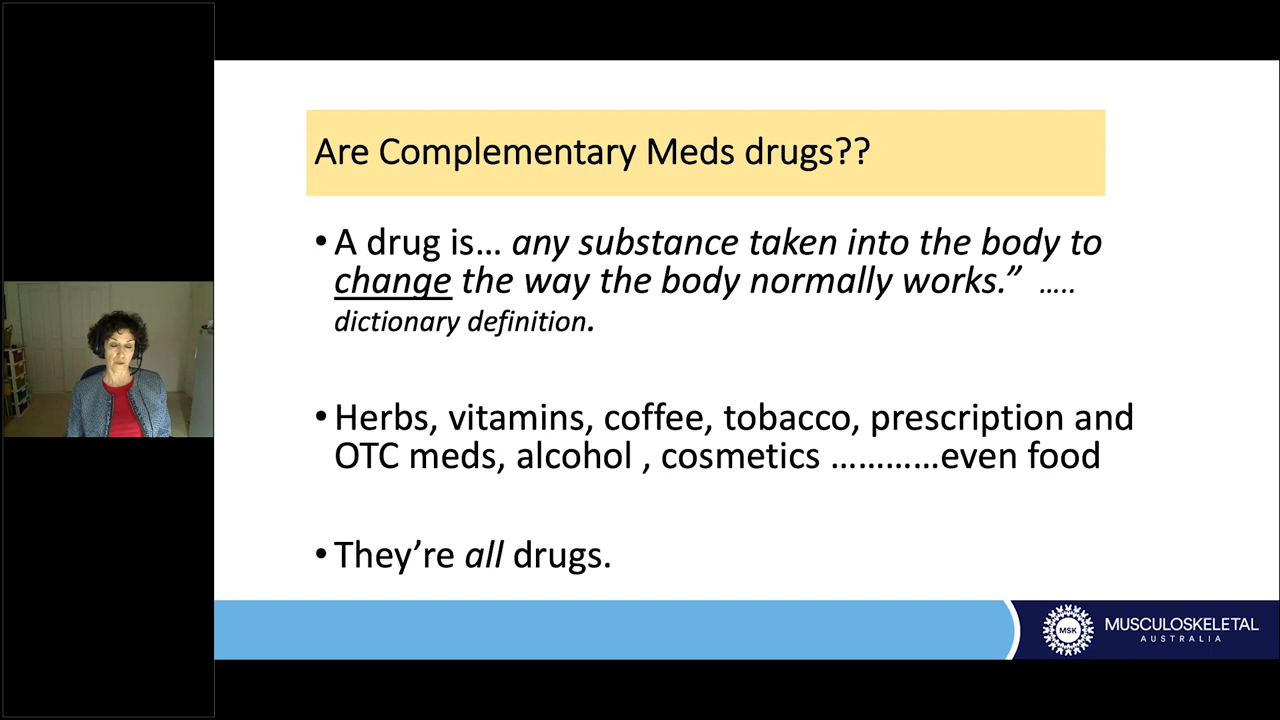 Are Complementary Meds drugs??
•A drug is… any substance taken into the body to
change the way the body normally works.” …..
dictionary definition.
•Herbs, vitamins, coffee, tobacco, prescription and
OTC meds, alcohol , cosmetics …………even food
•They’re all drugs.
MSK
MUSCULOSKELETAL
AUSTRALIA